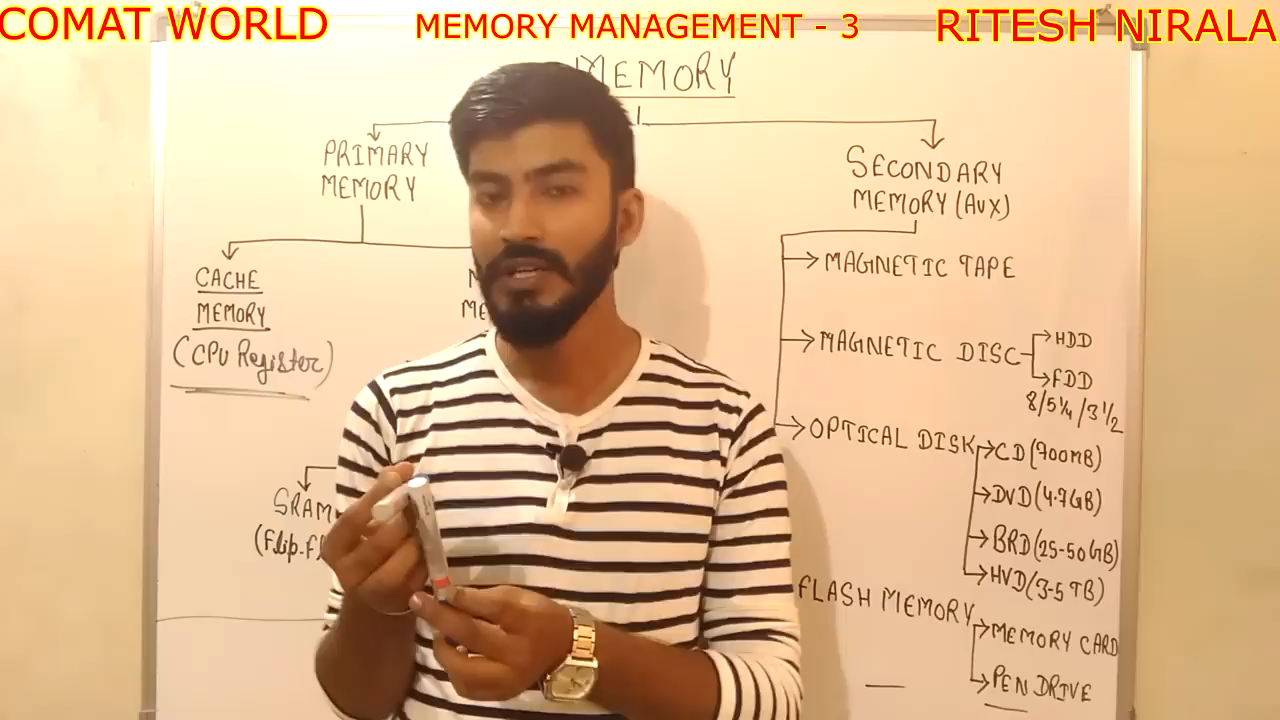 COMAT WORLD
MEMORY MANAGEMENT - 3
RITESH NIRALA
MEMORY
PRIMARY
MEMORY
SECONDARY
MEMORY (AUX)
CACHE
MEMORY
(CPU Register)
MAGNETIC TAPE
MAGNETIC DISC
HDD
FDD
8/5¼/3½
OPTICAL DISK
CD (700MB)
DVD (4.7GB)
BRD (25-50GB)
HVD (3-5 TB)
SRAM
FLASH MEMORY
MEMORY CARD
PEN DRIVE